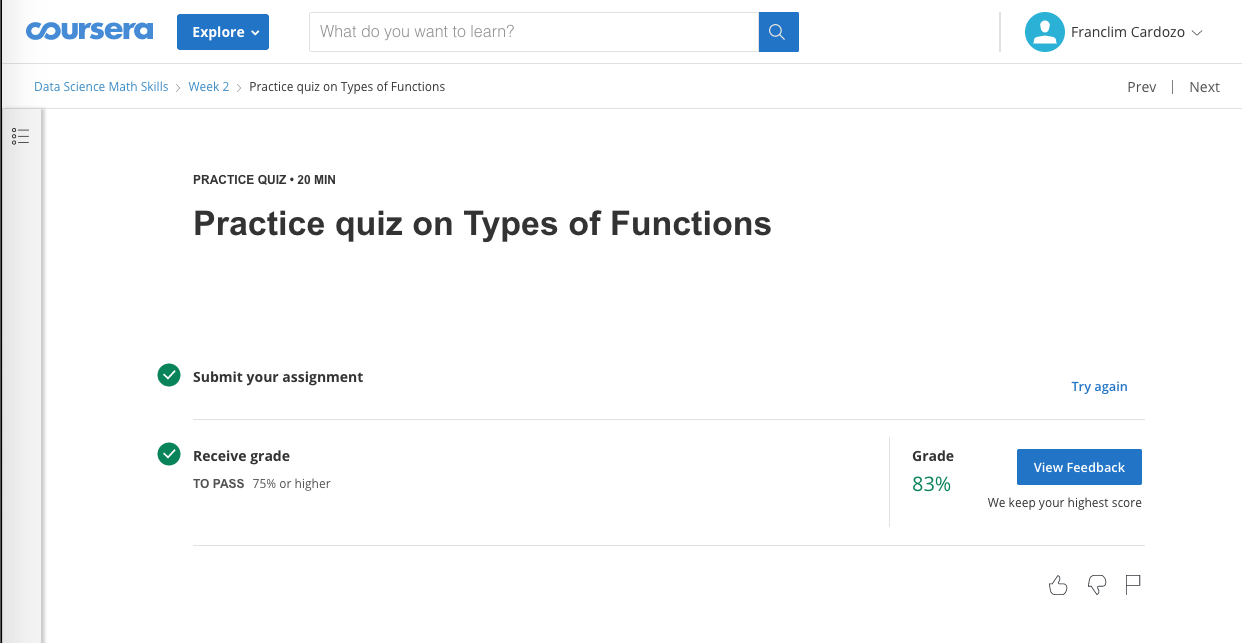 coursera Explore What do you want to learn? Franclim Cardozo
Data Science Math Skills Week 2 Practice quiz on Types of Functions Prev Next
PRACTICE QUIZ • 20 MIN
Practice quiz on Types of Functions
Submit your assignment
Try again
Receive grade Grade
View Feedback
TO PASS 75% or higher 83%
We keep your highest score